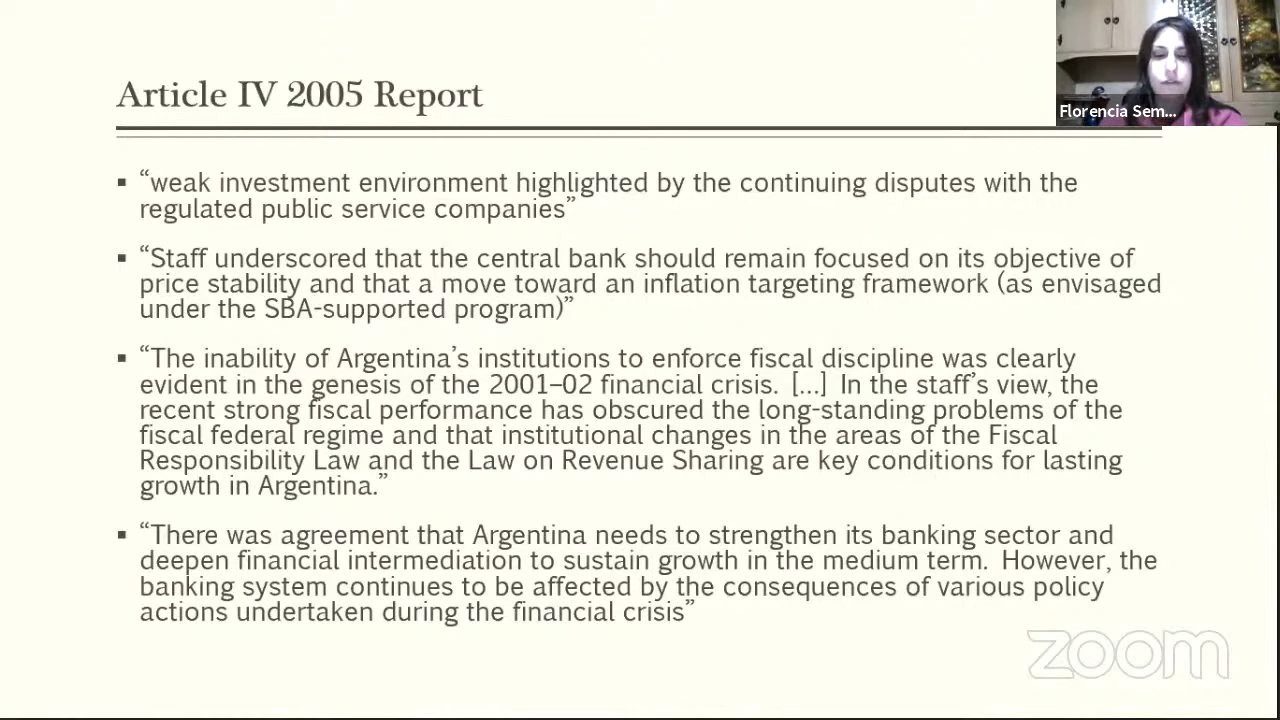 Article IV 2005 Report
Florencia Sem...
▪ “weak investment environment highlighted by the continuing disputes with the
regulated public service companies”
▪ “Staff underscored that the central bank should remain focused on its objective of
price stability and that a move toward an inflation targeting framework (as envisaged
under the SBA-supported program)”
▪ “The inability of Argentina’s institutions to enforce fiscal discipline was clearly
evident in the genesis of the 2001–02 financial crisis. [...] In the staff’s view, the
recent strong fiscal performance has obscured the long-standing problems of the
fiscal federal regime and that institutional changes in the areas of the Fiscal
Responsibility Law and the Law on Revenue Sharing are key conditions for lasting
growth in Argentina.”
▪ “There was agreement that Argentina needs to strengthen its banking sector and
deepen financial intermediation to sustain growth in the medium term. However, the
banking system continues to be affected by the consequences of various policy
actions undertaken during the financial crisis”
zoom